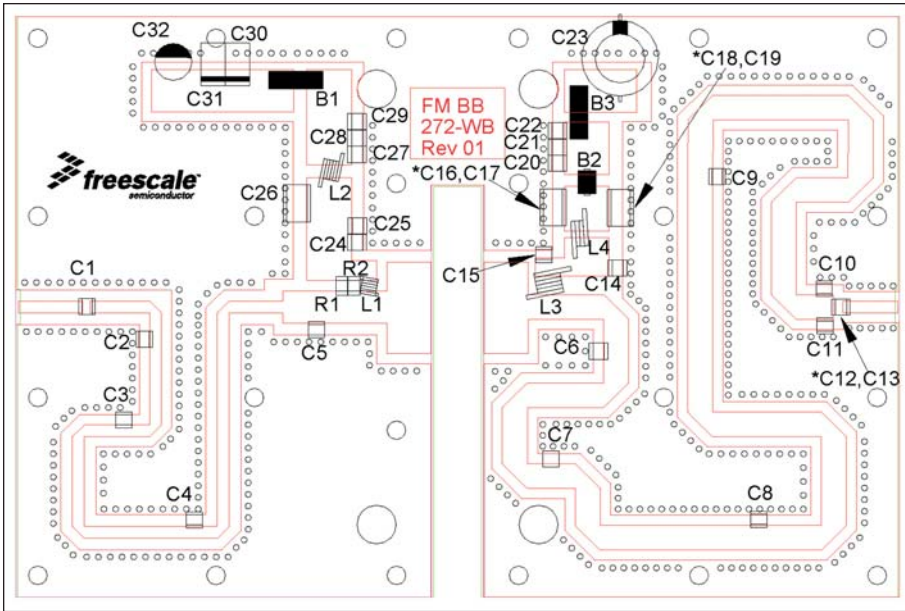 C32
C30
C31
B1
C29
C28
C27
L2
C26
C25
C24
R2
R1
L1
FM BB
272-WB
Rev 01
freescale™
semiconductor
C23
*C18,C19
B3
C22
C21
C20
B2
*C16,C17
L4
C15
C14
L3
C9
C10
C11
*C12,C13
C1
C2
C3
C4
C5
C6
C7
C8